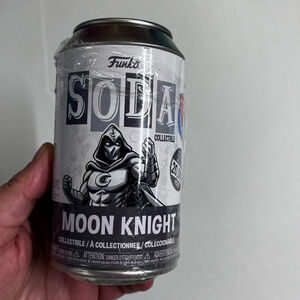 Funko
SODA
COLLECTIBLE
MOON KNIGHT
COLLECTIBLE / À COLLECTIONNER / COLECCIONABLE